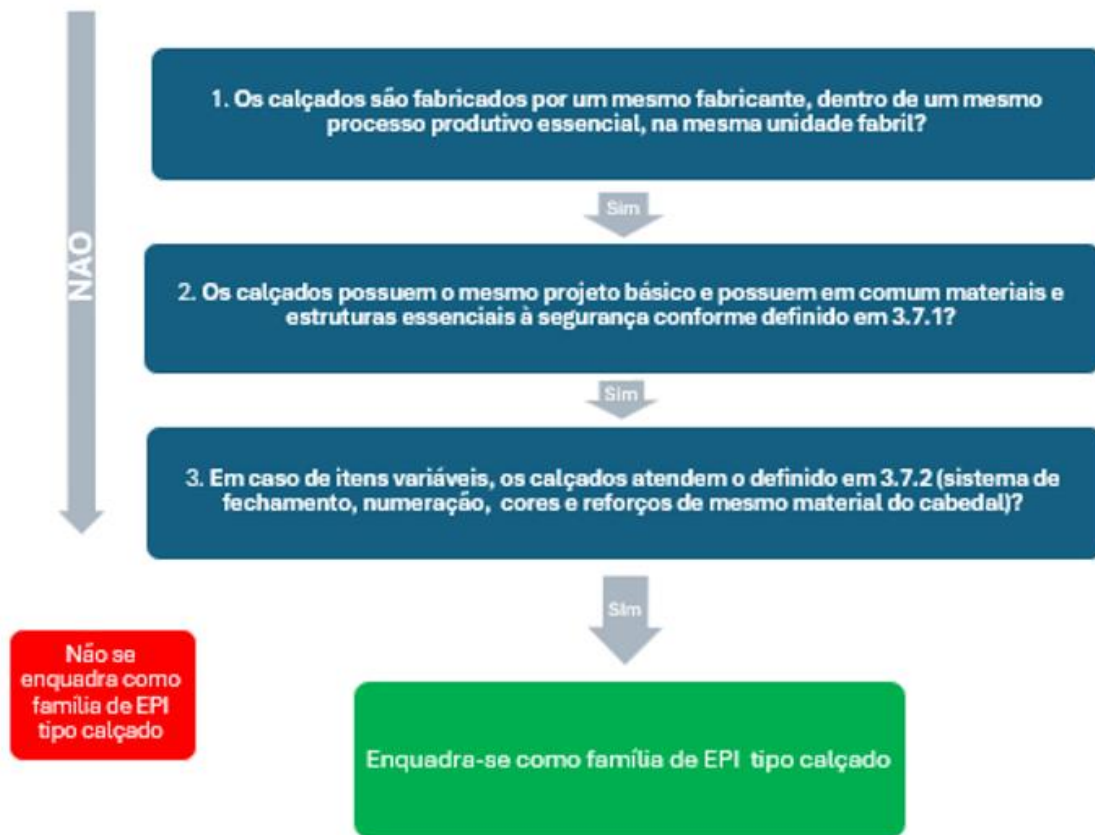 1. Os calçados são fabricados por um mesmo fabricante, dentro de um mesmo
processo produtivo essencial, na mesma unidade fabril?
Sim
NÃO
2. Os calçados possuem o mesmo projeto básico e possuem em comum materiais e
estruturas essenciais à segurança conforme definido em 3.7.1?
Sim
3. Em caso de itens variáveis, os calçados atendem o definido em 3.7.2 (sistema de
fechamento, numeração, cores e reforços de mesmo material do cabedal)?
Sim
Não se
enquadra como
família de EPI
tipo calçado
Enquadra-se como família de EPI tipo calçado